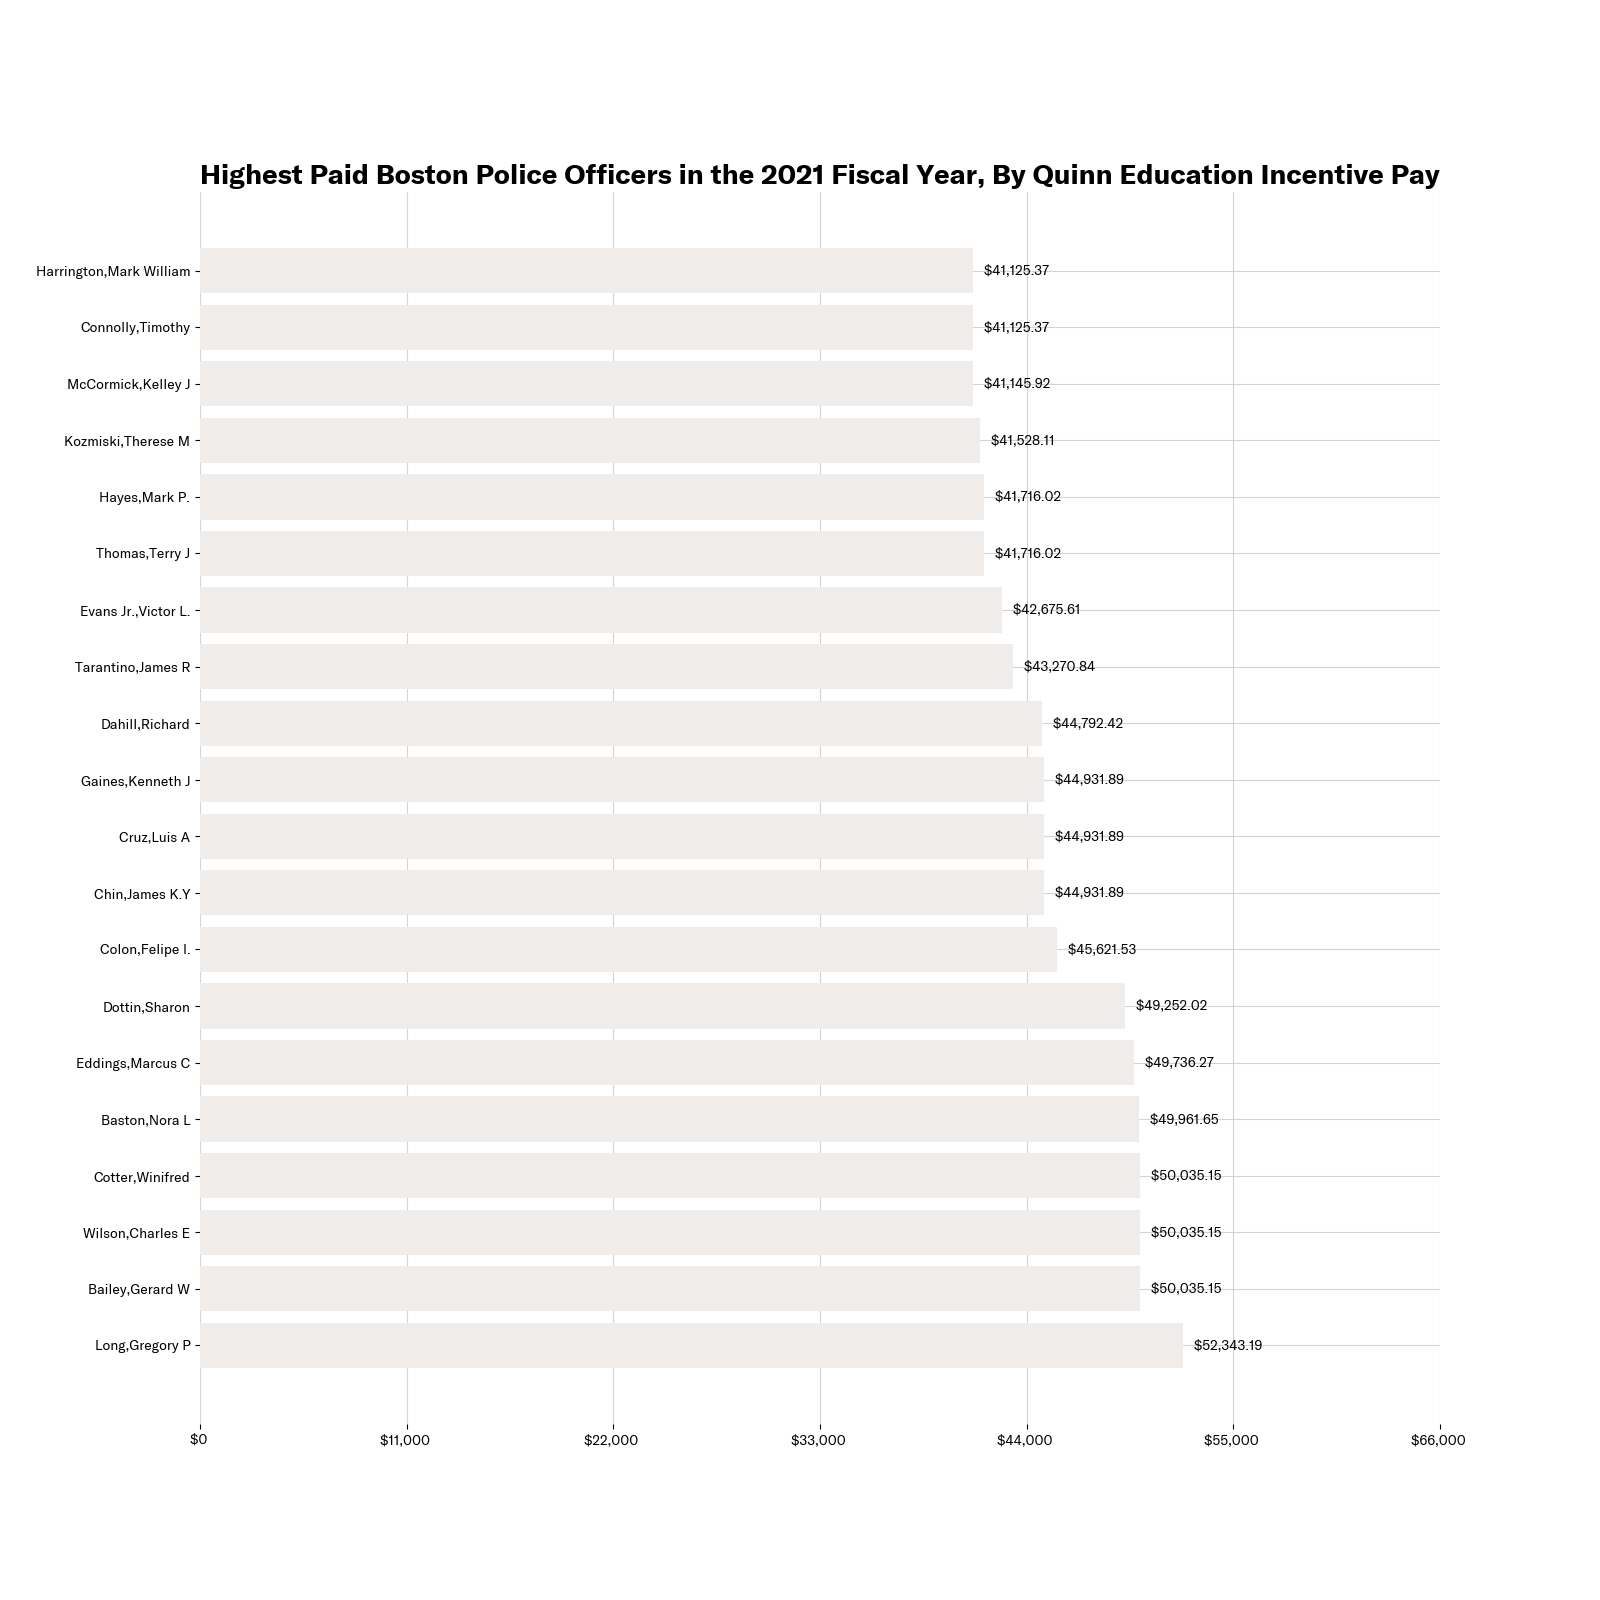 Highest Paid Boston Police Officers in the 2021 Fiscal Year, By Quinn Education Incentive Pay
Harrington,Mark William $41,125.37
Connolly,Timothy $41,125.37
McCormick,Kelley J $41,145.92
Kozmiski,Therese M $41,528.11
Hayes,Mark P. $41,716.02
Thomas,Terry J $41,716.02
Evans Jr.,Victor L. $42,675.61
Tarantino,James R $43,270.84
Dahill,Richard $44,792.42
Gaines,Kenneth J $44,931.89
Cruz,Luis A $44,931.89
Chin,James K.Y $44,931.89
Colon,Felipe I. $45,621.53
Dottin,Sharon $49,252.02
Eddings,Marcus C $49,736.27
Baston,Nora L $49,961.65
Cotter,Winifred $50,035.15
Wilson,Charles E $50,035.15
Bailey,Gerard W $50,035.15
Long,Gregory P $52,343.19
$0 $11,000 $22,000 $33,000 $44,000 $55,000 $66,000